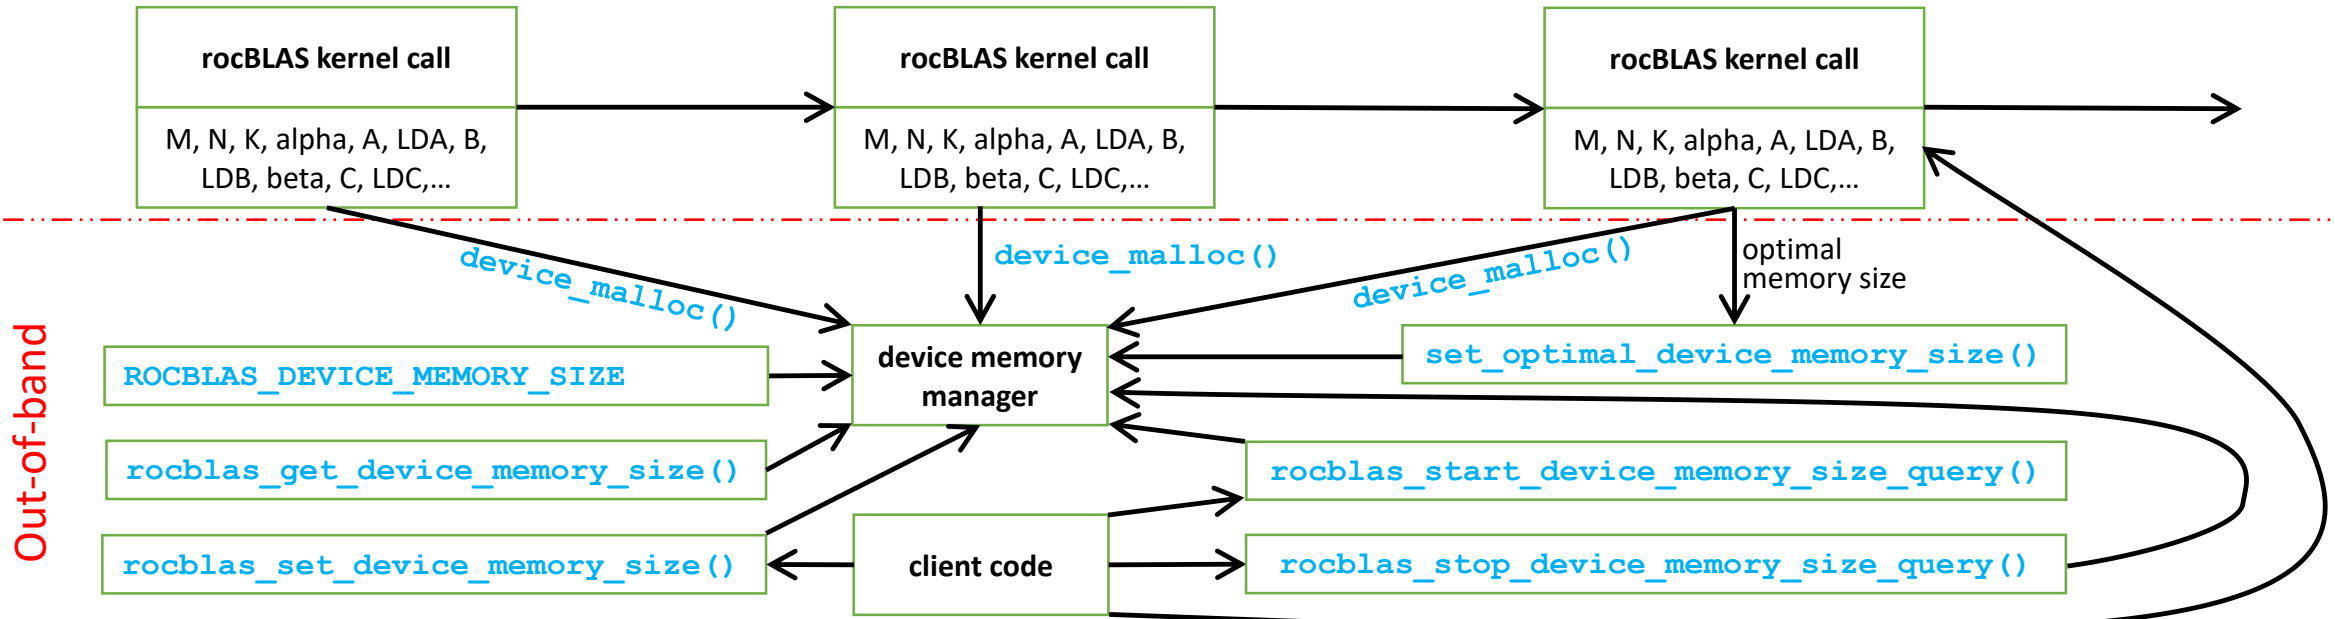 rocBLAS kernel call
M, N, K, alpha, A, LDA, B,
LDB, beta, C, LDC,...
rocBLAS kernel call
M, N, K, alpha, A, LDA, B,
LDB, beta, C, LDC,...
rocBLAS kernel call
M, N, K, alpha, A, LDA, B,
LDB, beta, C, LDC,...
device_malloc()
device_malloc()
device_malloc()
optimal
memory size
Out-of-band
ROCBLAS_DEVICE_MEMORY_SIZE
device memory
manager
set_optimal_device_memory_size()
rocblas_get_device_memory_size()
rocblas_start_device_memory_size_query()
rocblas_set_device_memory_size()
client code
rocblas_stop_device_memory_size_query()